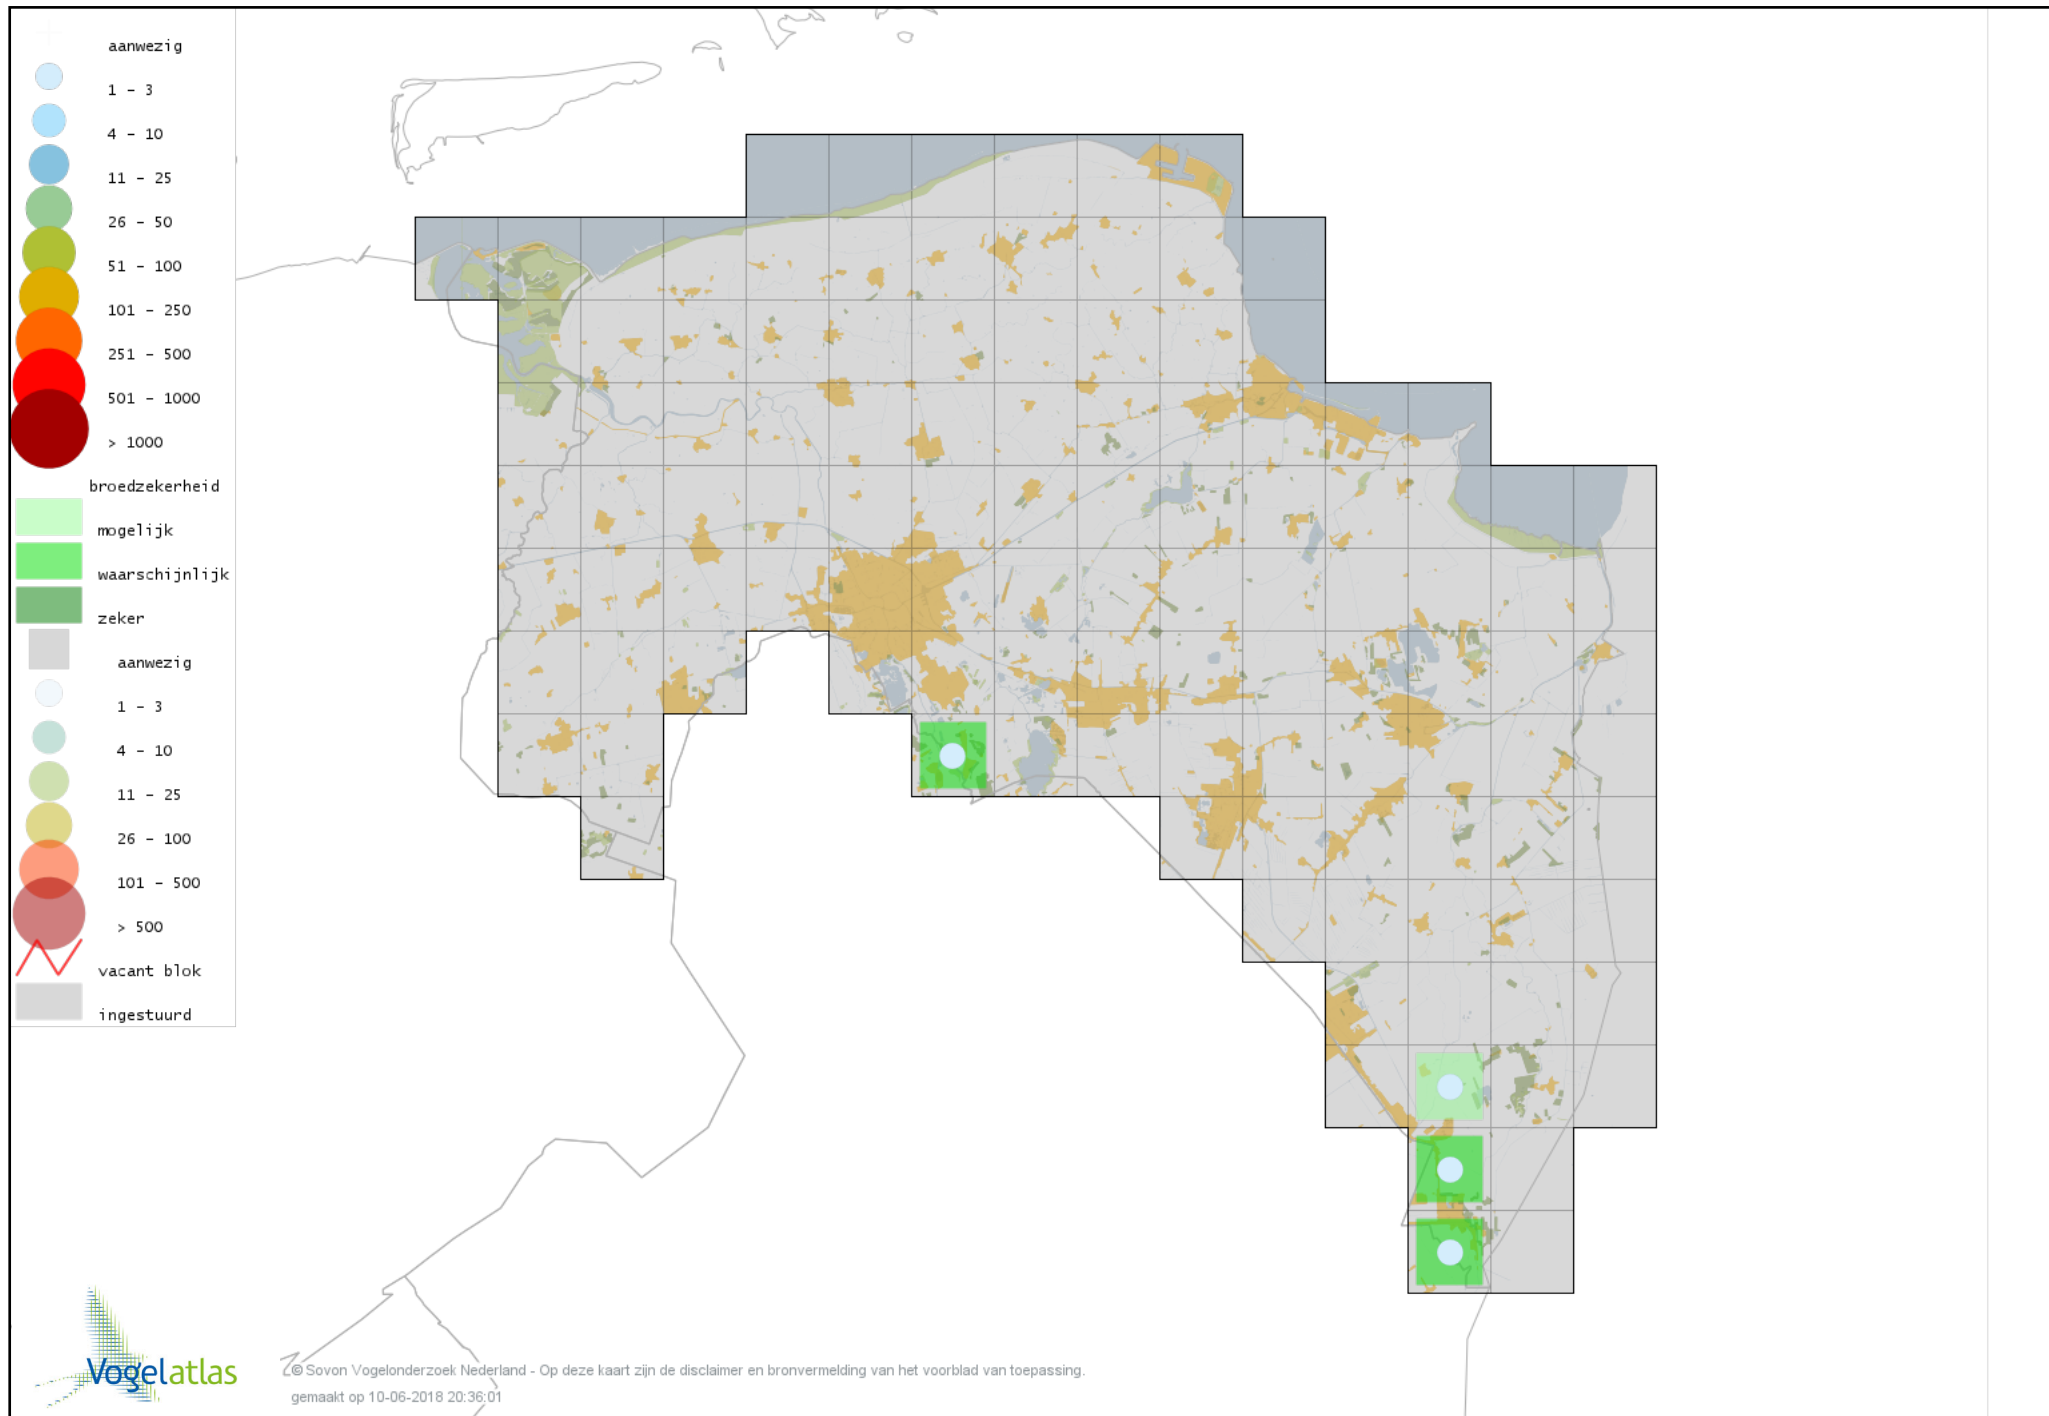 aanwezig
1 - 3
4 - 10
11 - 25
26 - 50
51 - 100
101 - 250
251 - 500
501 - 1000
> 1000
broedzekerheid
mogelijk
waarschijnlijk
zeker
aanwezig
1 - 3
4 - 10
11 - 25
26 - 100
101 - 500
> 500
vacant blok
ingestuurd
Vogelatlas
© Sovon Vogelonderzoek Nederland - Op deze kaart zijn de disclaimer en bronvermelding van het voorblad van toepassing.
gemaakt op 10-06-2018 20:36:01